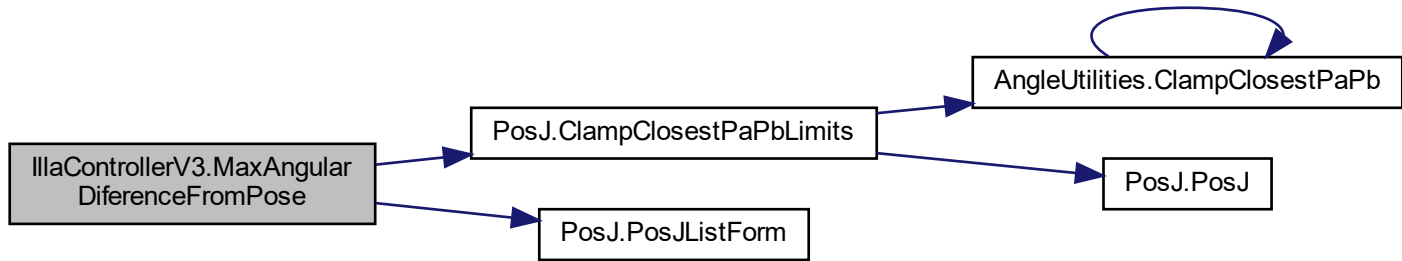 IllaControllerV3.MaxAngular
DiferenceFromPose
PosJ.ClampClosestPaPbLimits
AngleUtilities.ClampClosestPaPb
PosJ.PosJ
PosJ.PosJListForm